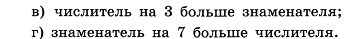 в) числитель на 3 больше знаменателя;
г) знаменатель на 7 больше числителя.